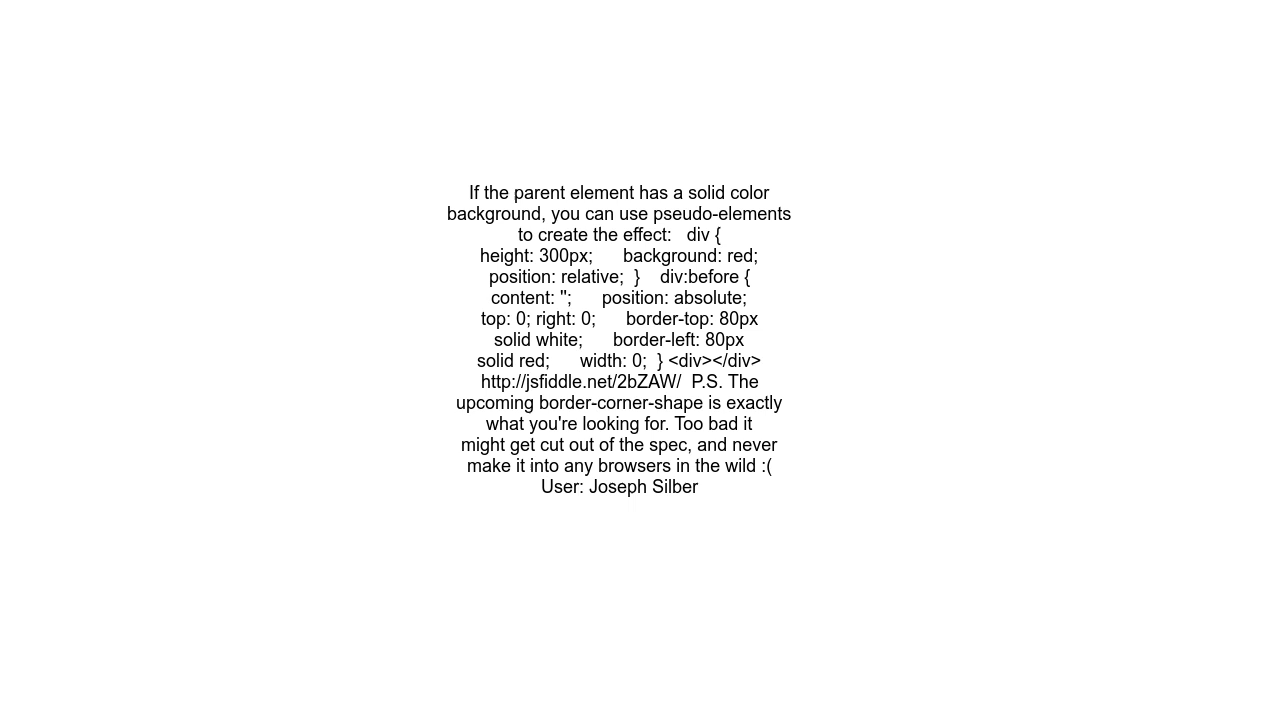 If the parent element has a solid color
background, you can use pseudo-elements
to create the effect:   div {
height: 300px;      background: red;
position: relative;  }    div:before {
content: '';      position: absolute;
top: 0; right: 0;      border-top: 80px
solid white;      border-left: 80px
solid red;      width: 0;  } <div></div>
http://jsfiddle.net/2bZAW/  P.S. The
upcoming border-corner-shape is exactly
what you're looking for. Too bad it
might get cut out of the spec, and never
make it into any browsers in the wild :(
User: Joseph Silber